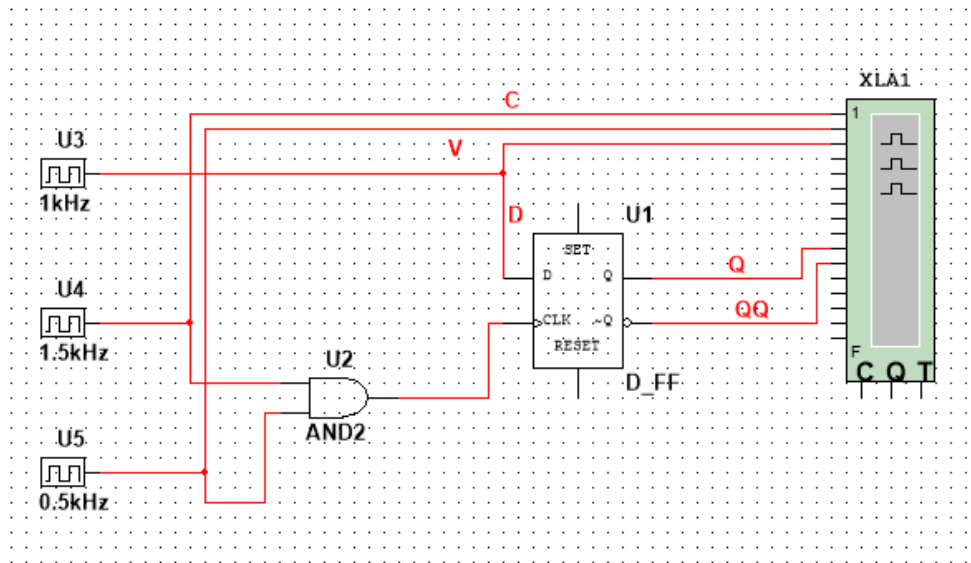 XLA1
C
1
U3
V
1kHz
D
U1
SET
D
Q
Q
U4
QQ
CLK
~Q
1.5kHz
RESET
U2
F
C Q T
D_FF
AND2
U5
0.5kHz